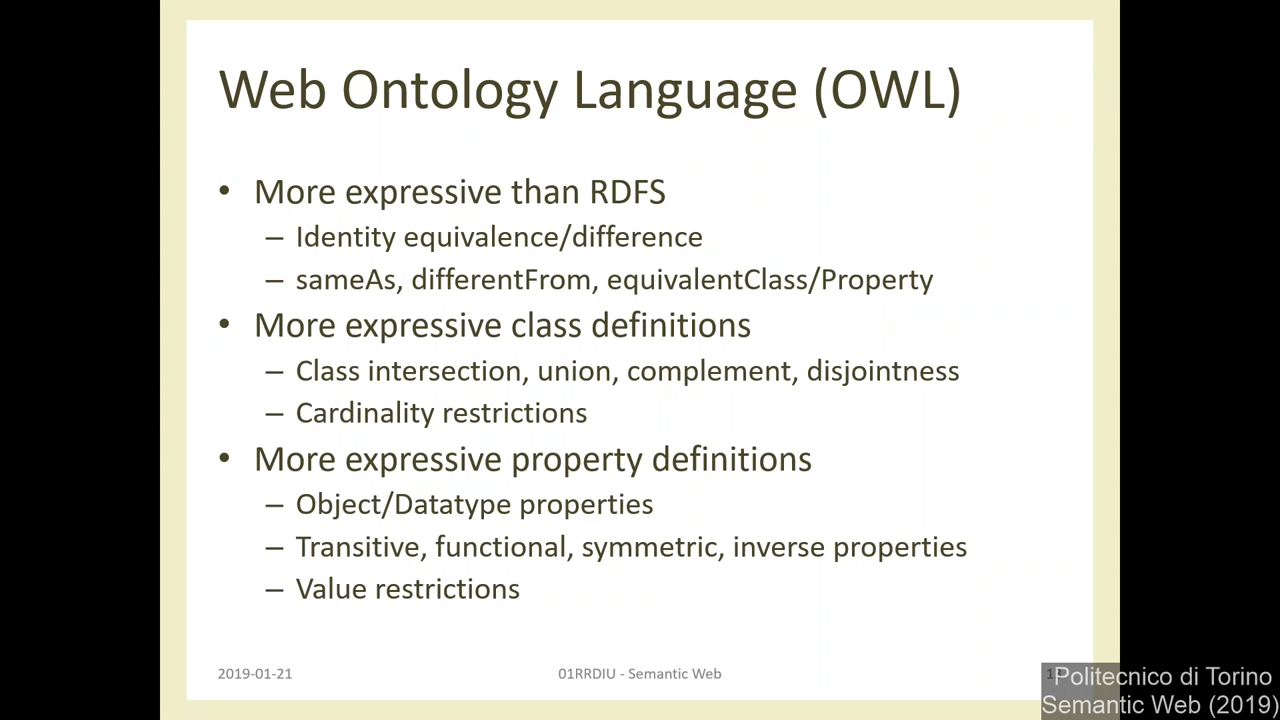 Web Ontology Language (OWL)
• More expressive than RDFS
– Identity equivalence/difference
– sameAs, differentFrom, equivalentClass/Property
• More expressive class definitions
– Class intersection, union, complement, disjointness
– Cardinality restrictions
• More expressive property definitions
– Object/Datatype properties
– Transitive, functional, symmetric, inverse properties
– Value restrictions
2019-01-21
01RRDIU - Semantic Web
Politecnico di Torino
Semantic Web (2019)